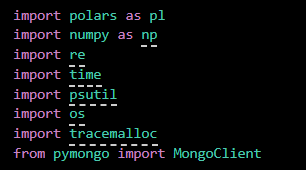 import polars as pl
import numpy as np
import re
import time
import psutil
import os
import tracemalloc
from pymongo import MongoClient